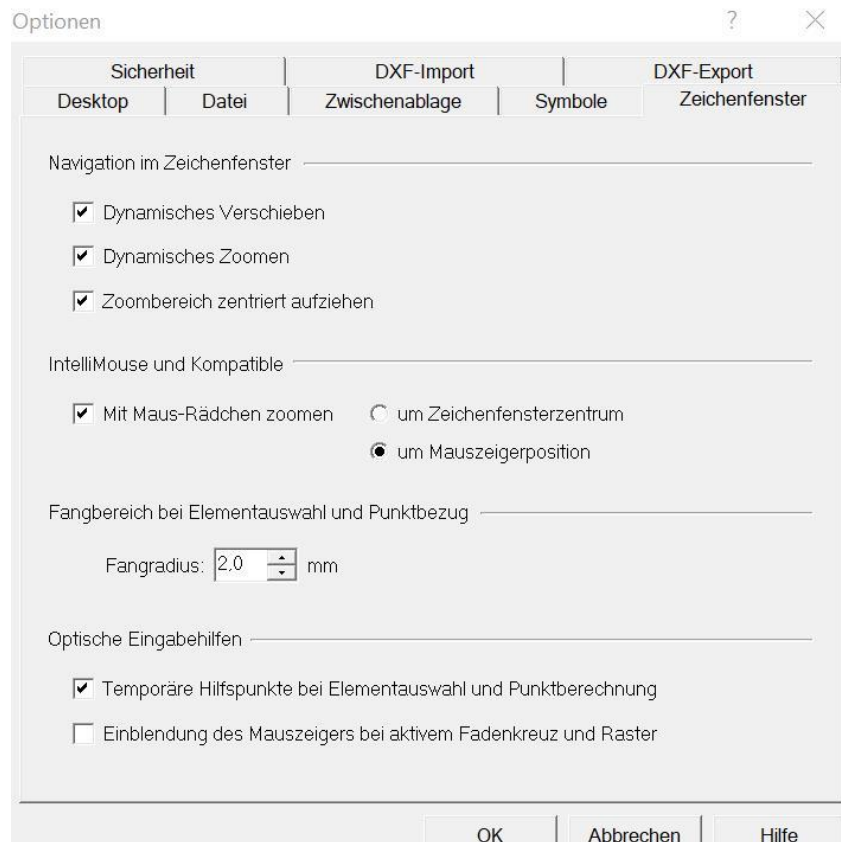 Optionen ?
Sicherheit DXF-Import DXF-Export
Desktop Datei Zwischenablage Symbole Zeichenfenster
Navigation im Zeichenfenster
Dynamisches Verschieben
Dynamisches Zoomen
Zoombereich zentriert aufziehen
IntelliMouse und Kompatible
Mit Maus-Rädchen zoomen um Zeichenfensterzentrum
um Mauszeigerposition
Fangbereich bei Elementauswahl und Punktbezug
Fangradius: 2.0 mm
Optische Eingabehilfen
Temporäre Hilfspunkte bei Elementauswahl und Punktberechnung
Einblendung des Mauszeigers bei aktivem Fadenkreuz und Raster
OK Abbrechen Hilfe